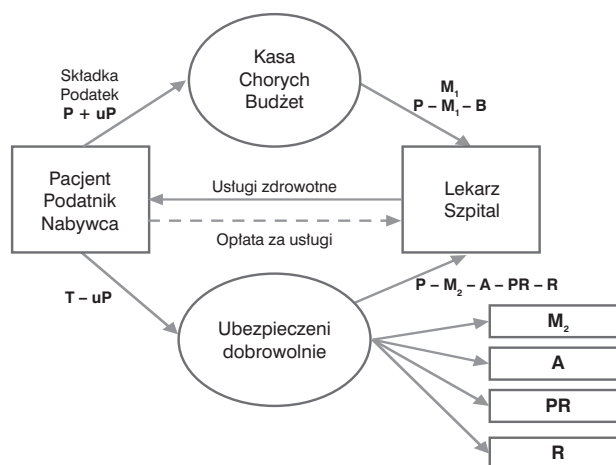 Kasa
Chorych
Budżet
Składka
Podatek
P + uP
M₁
P – M₁ – B
Pacjent
Podatnik
Nabywca
Usługi zdrowotne
Opłata za usługi
Lekarz
Szpital
T – uP
P – M₂ – A – PR – R
Ubezpieczeni
dobrowolnie
M₂
A
PR
R